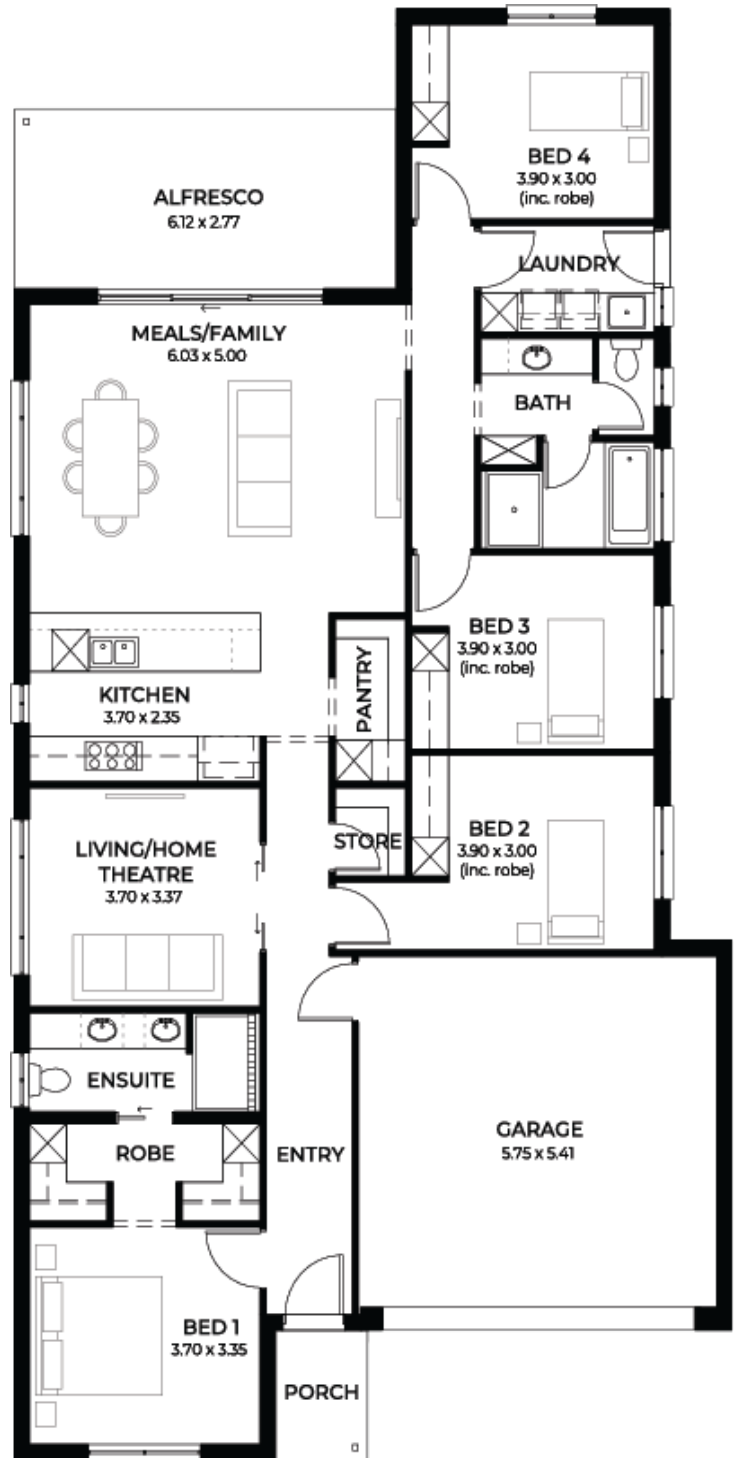 BED 4
3.90 x 3.00
(inc. robe)
ALFRESCO
6.12 x 2.77
LAUNDRY
MEALS/FAMILY
6.03 x 5.00
BATH
BED 3
3.90 x 3.00
(inc. robe)
KITCHEN
3.70 x 2.35
PANTRY
STORE
BED 2
3.90 x 3.00
(inc. robe)
LIVING/HOME
THEATRE
3.70 x 3.37
ENSUITE
ROBE
ENTRY
GARAGE
5.75 x 5.41
BED 1
3.70 x 3.35
PORCH